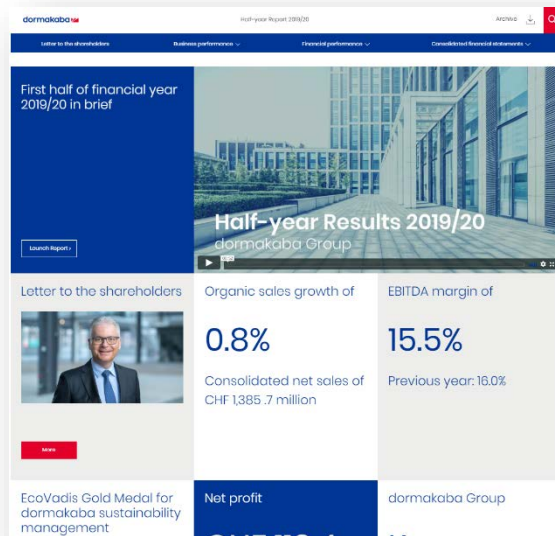 dormakaba
Half-year Report 2019/20
Archive
Letter to the shareholders
Business performance
Financial performance
Consolidated financial statements
First half of financial year
2019/20 in brief
Launch Report ›
Half-year Results 2019/20
dormakaba Group
Letter to the shareholders
More
Organic sales growth of
0.8%
Consolidated net sales of
CHF 1,385 .7 million
EBITDA margin of
15.5%
Previous year: 16.0%
EcoVadis Gold Medal for
dormakaba sustainability
management
Net profit
dormakaba Group